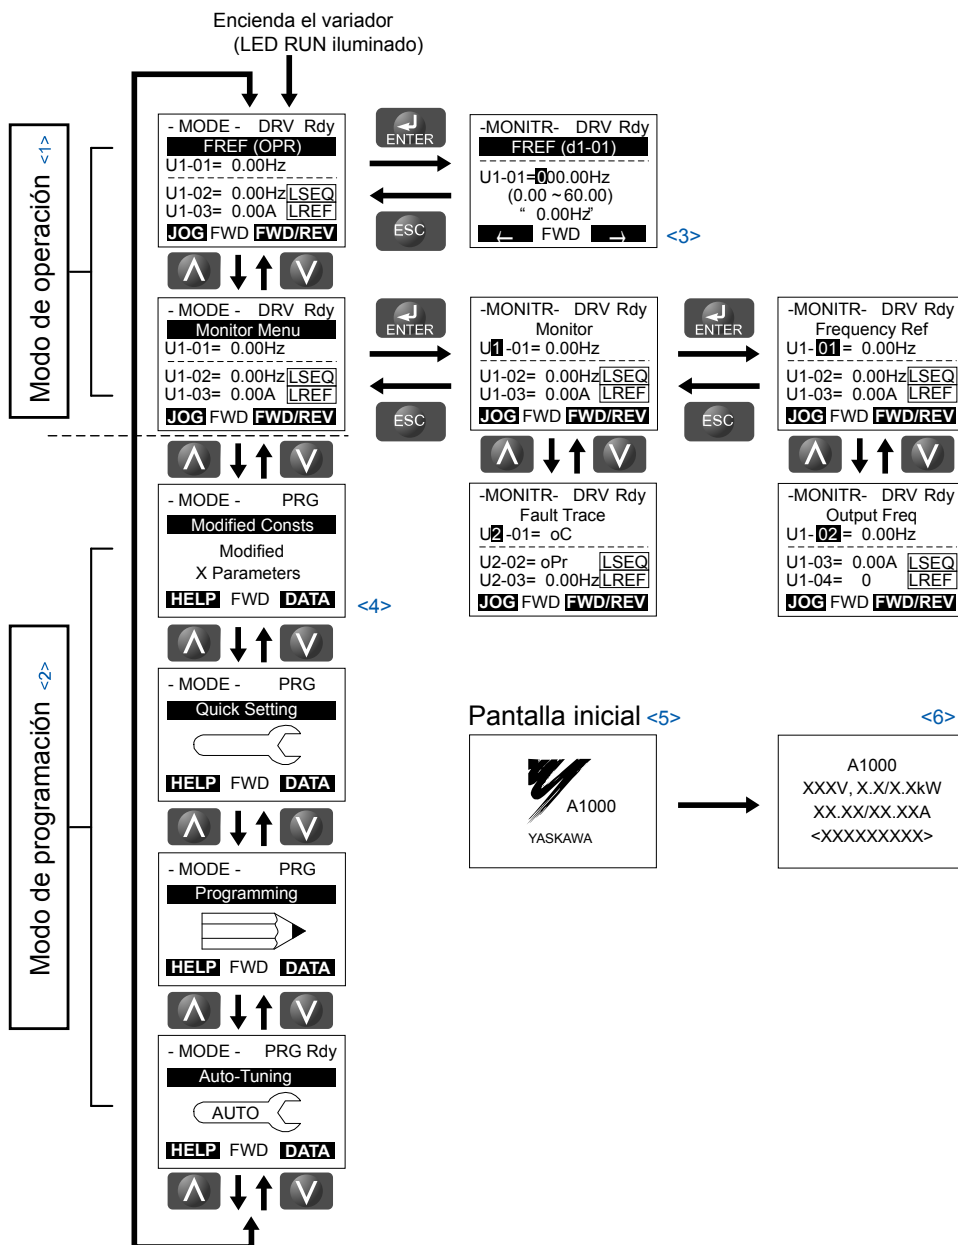 Encienda el variador
(LED RUN iluminado)
Modo de operación <1>
- MODE - DRV Rdy
FREF (OPR)
U1-01= 0.00Hz
U1-02= 0.00Hz LSEQ
U1-03= 0.00A LREF
JOG FWD FWD/REV
ENTER
ESC
-MONITR- DRV Rdy
FREF (d1-01)
U1-01=000.00Hz
(0.00 ~60.00)
“ 0.00Hz”
← FWD →
<3>
- MODE - DRV Rdy
Monitor Menu
U1-01= 0.00Hz
U1-02= 0.00Hz LSEQ
U1-03= 0.00A LREF
JOG FWD FWD/REV
ENTER
ESC
-MONITR- DRV Rdy
Monitor
U1 -01= 0.00Hz
U1-02= 0.00Hz LSEQ
U1-03= 0.00A LREF
JOG FWD FWD/REV
ENTER
ESC
-MONITR- DRV Rdy
Frequency Ref
U1- 01 = 0.00Hz
U1-02= 0.00Hz LSEQ
U1-03= 0.00A LREF
JOG FWD FWD/REV
-MONITR- DRV Rdy
Fault Trace
U2 -01= oC
U2-02= oPr LSEQ
U2-03= 0.00Hz LREF
JOG FWD FWD/REV
-MONITR- DRV Rdy
Output Freq
U1- 02 = 0.00Hz
U1-03= 0.00A LSEQ
U1-04= 0 LREF
JOG FWD FWD/REV
Modo de programación <2>
- MODE - PRG
Modified Consts
Modified
X Parameters
HELP FWD DATA
<4>
- MODE - PRG
Quick Setting
HELP FWD DATA
- MODE - PRG
Programming
HELP FWD DATA
- MODE - PRG Rdy
Auto-Tuning
AUTO
HELP FWD DATA
Pantalla inicial <5>
A1000
YASKAWA
<6>
A1000
XXXV, X.X/X.XkW
XX.XX/XX.XXA
<XXXXXXXXX>